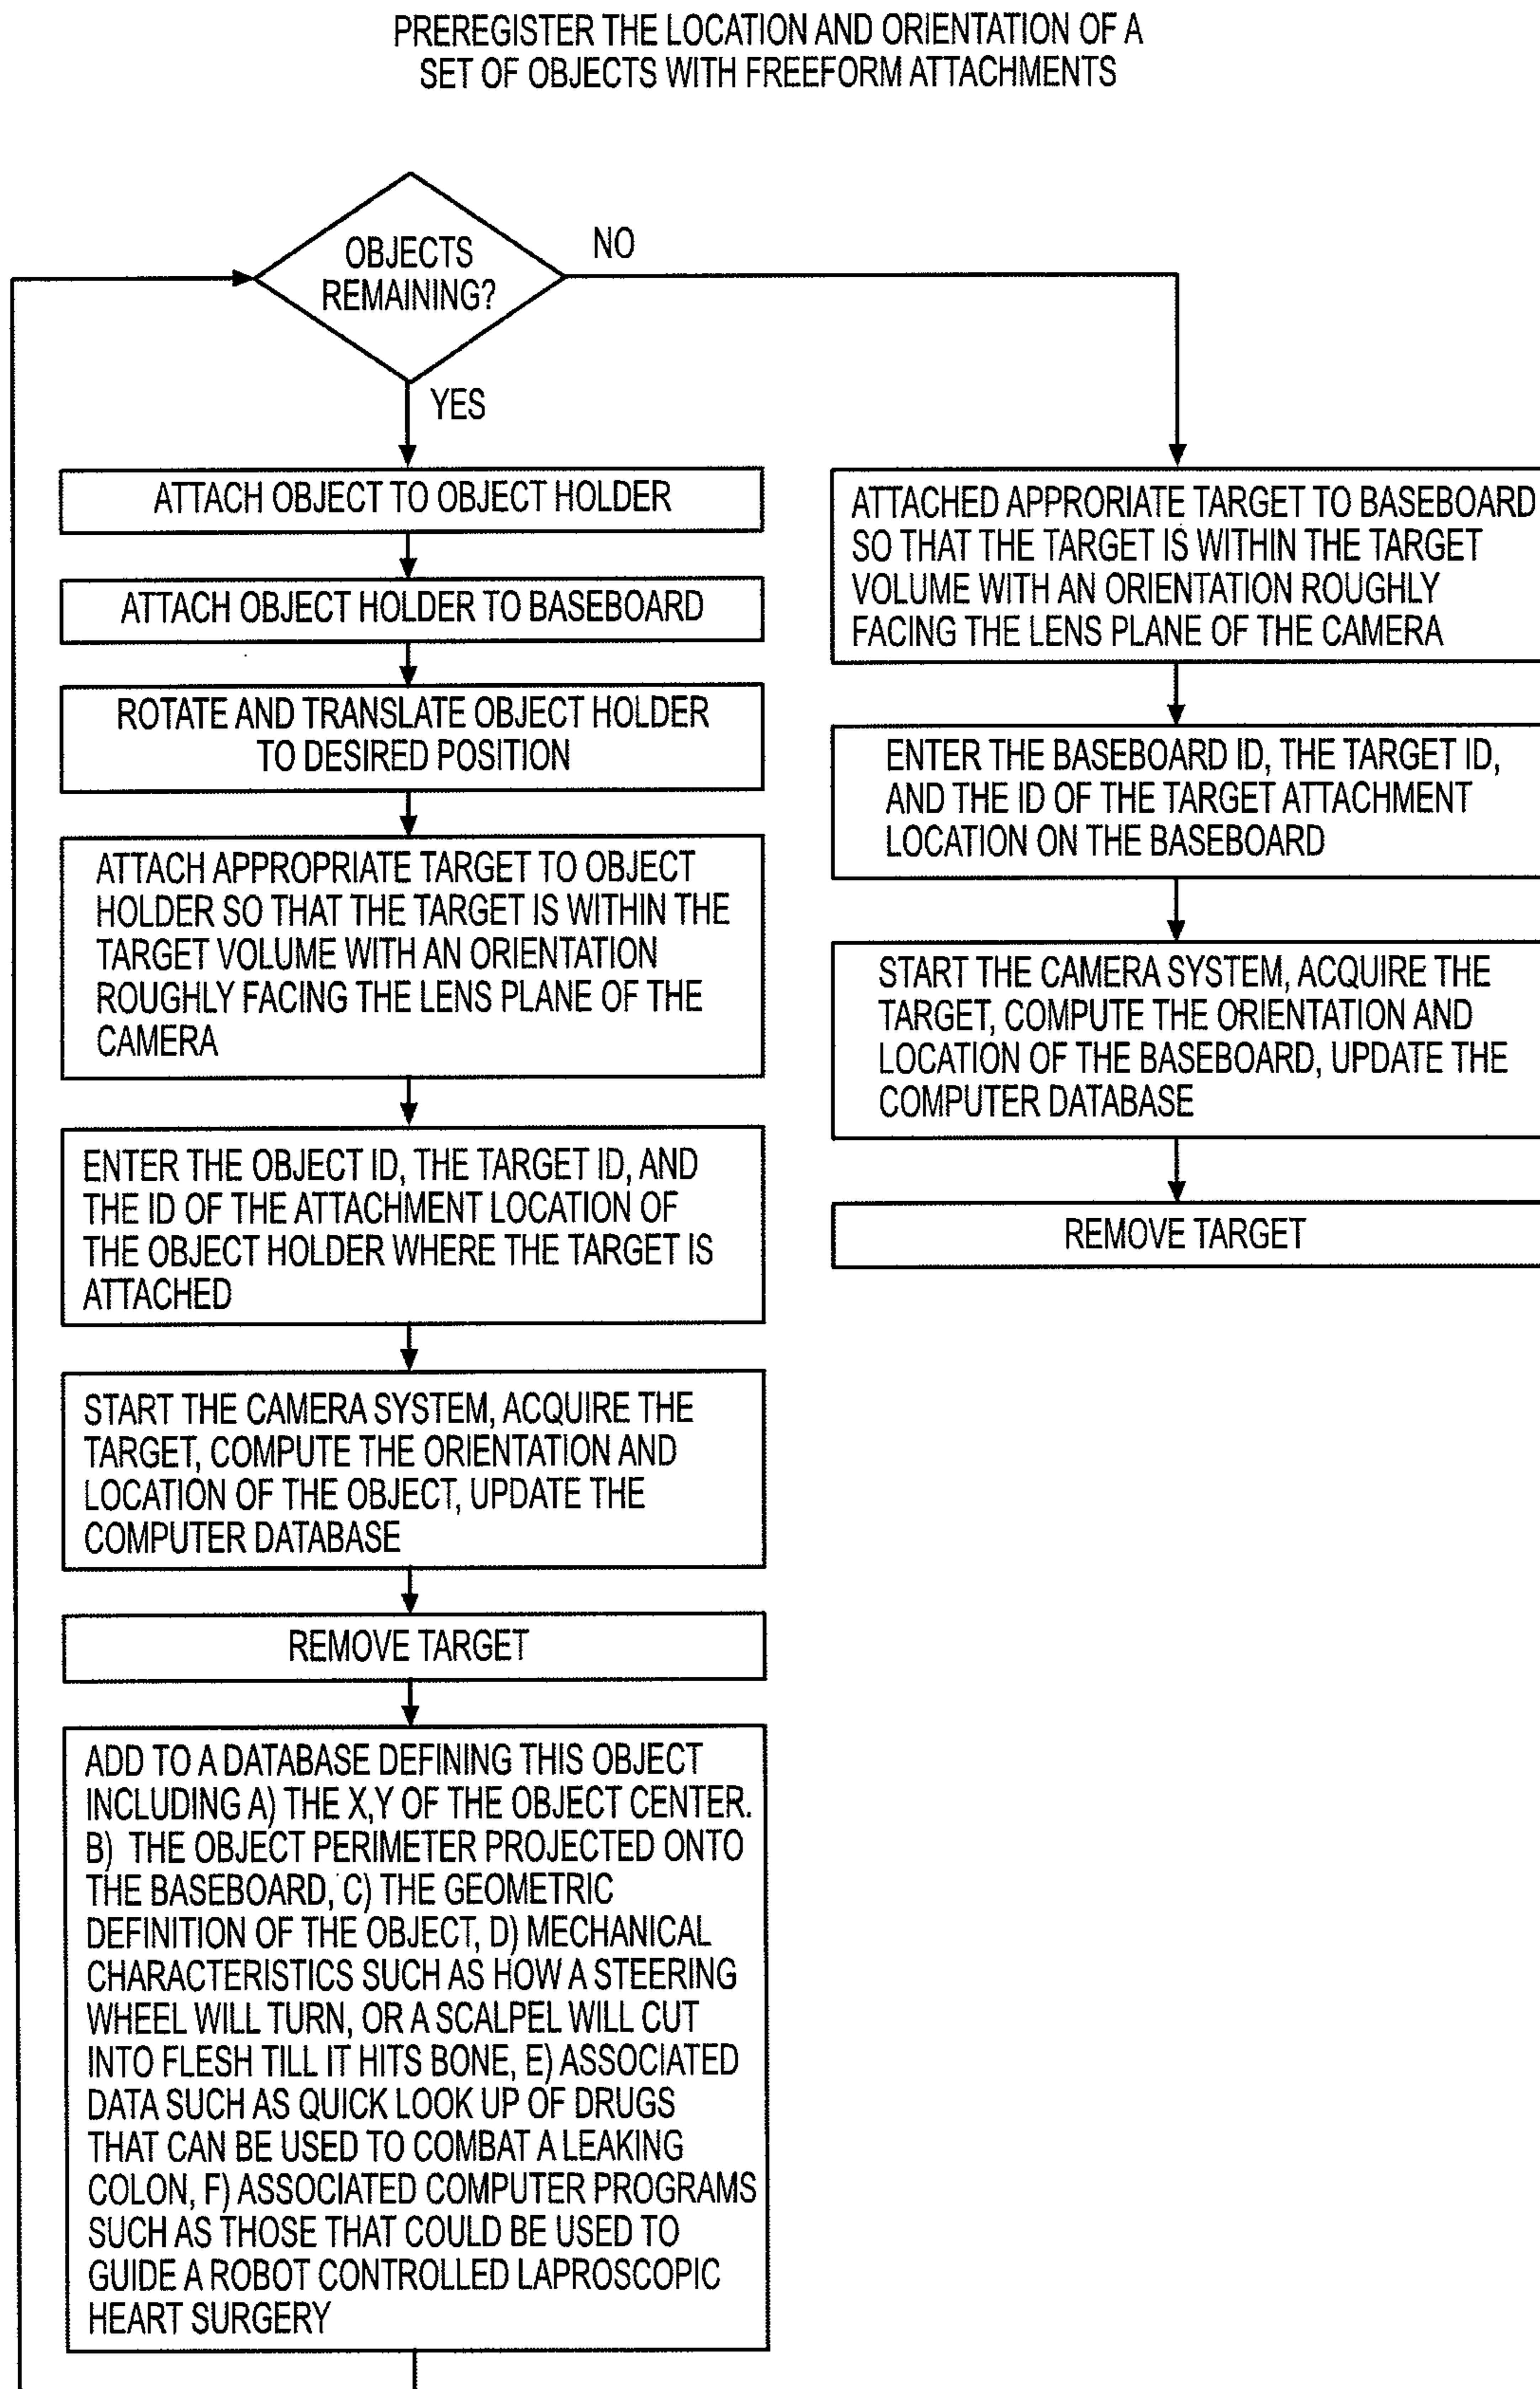 PREREGISTER THE LOCATION AND ORIENTATION OF A
SET OF OBJECTS WITH FREEFORM ATTACHMENTS
OBJECTS
REMAINING?
NO
YES
ATTACH OBJECT TO OBJECT HOLDER
ATTACH OBJECT HOLDER TO BASEBOARD
ROTATE AND TRANSLATE OBJECT HOLDER
TO DESIRED POSITION
ATTACH APPROPRIATE TARGET TO OBJECT
HOLDER SO THAT THE TARGET IS WITHIN THE
TARGET VOLUME WITH AN ORIENTATION
ROUGHLY FACING THE LENS PLANE OF THE
CAMERA
ENTER THE OBJECT ID, THE TARGET ID, AND
THE ID OF THE ATTACHMENT LOCATION OF
THE OBJECT HOLDER WHERE THE TARGET IS
ATTACHED
START THE CAMERA SYSTEM, ACQUIRE THE
TARGET, COMPUTE THE ORIENTATION AND
LOCATION OF THE OBJECT, UPDATE THE
COMPUTER DATABASE
REMOVE TARGET
ADD TO A DATABASE DEFINING THIS OBJECT
INCLUDING A) THE X,Y OF THE OBJECT CENTER.
B) THE OBJECT PERIMETER PROJECTED ONTO
THE BASEBOARD, C) THE GEOMETRIC
DEFINITION OF THE OBJECT, D) MECHANICAL
CHARACTERISTICS SUCH AS HOW A STEERING
WHEEL WILL TURN, OR A SCALPEL WILL CUT
INTO FLESH TILL IT HITS BONE, E) ASSOCIATED
DATA SUCH AS QUICK LOOK UP OF DRUGS
THAT CAN BE USED TO COMBAT A LEAKING
COLON, F) ASSOCIATED COMPUTER PROGRAMS
SUCH AS THOSE THAT COULD BE USED TO
GUIDE A ROBOT CONTROLLED LAPROSCOPIC
HEART SURGERY
ATTACHED APPRORIATE TARGET TO BASEBOARD
SO THAT THE TARGET IS WITHIN THE TARGET
VOLUME WITH AN ORIENTATION ROUGHLY
FACING THE LENS PLANE OF THE CAMERA
ENTER THE BASEBOARD ID, THE TARGET ID,
AND THE ID OF THE TARGET ATTACHMENT
LOCATION ON THE BASEBOARD
START THE CAMERA SYSTEM, ACQUIRE THE
TARGET, COMPUTE THE ORIENTATION AND
LOCATION OF THE BASEBOARD, UPDATE THE
COMPUTER DATABASE
REMOVE TARGET